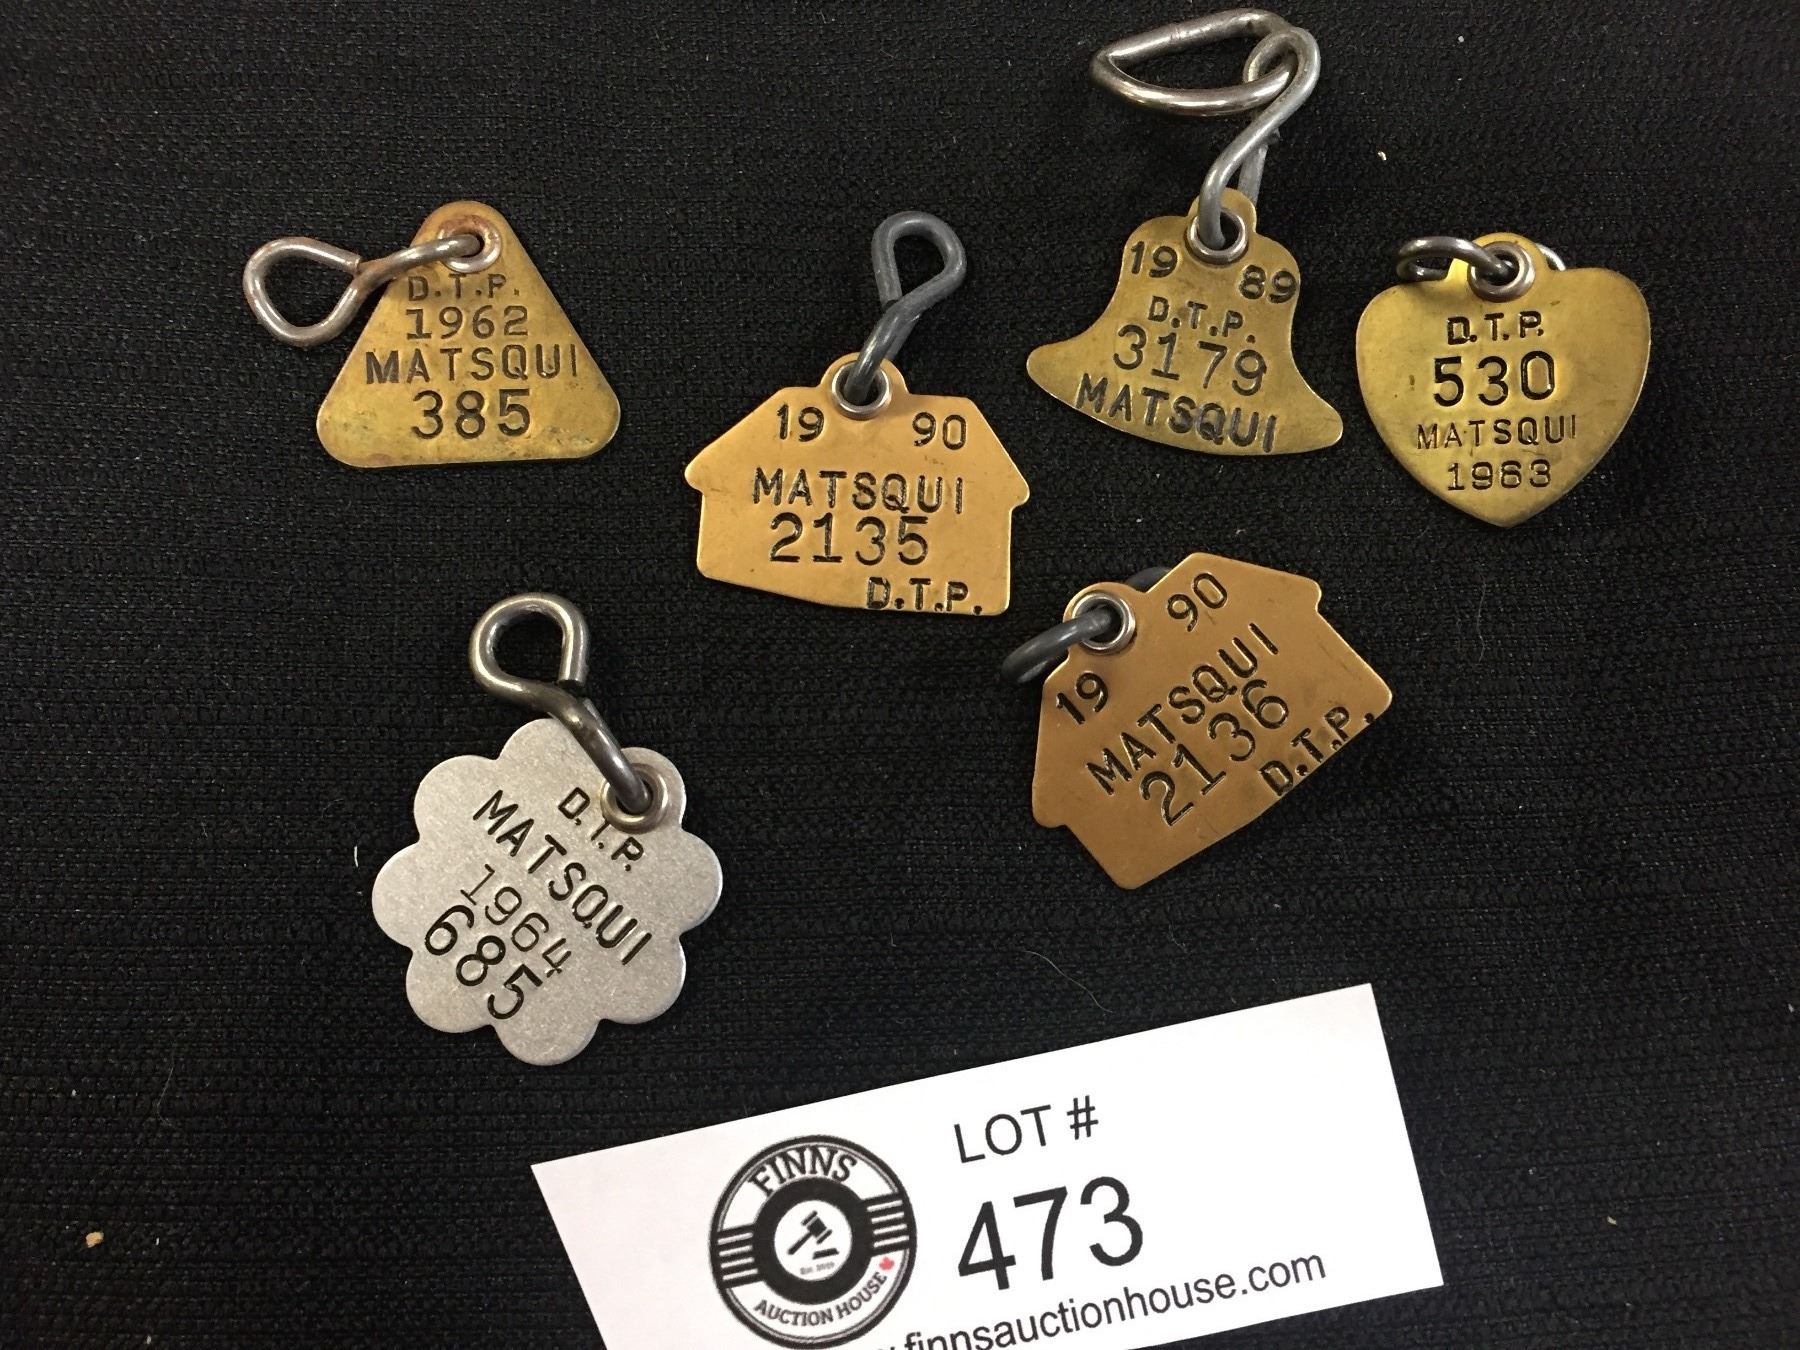 D.T.P.
1962
MATSQUI
385
19 90
MATSQUI
2135
D.T.P.
19 89
D.T.P.
3179
MATSQUI
D.T.P.
530
MATSQUI
1963
D.T.P.
MATSQUI
1964
685
19 90
MATSQUI
2136
D.T.P.
LOT #
473
FINNS
AUCTION HOUSE
finnsauctionhouse.com